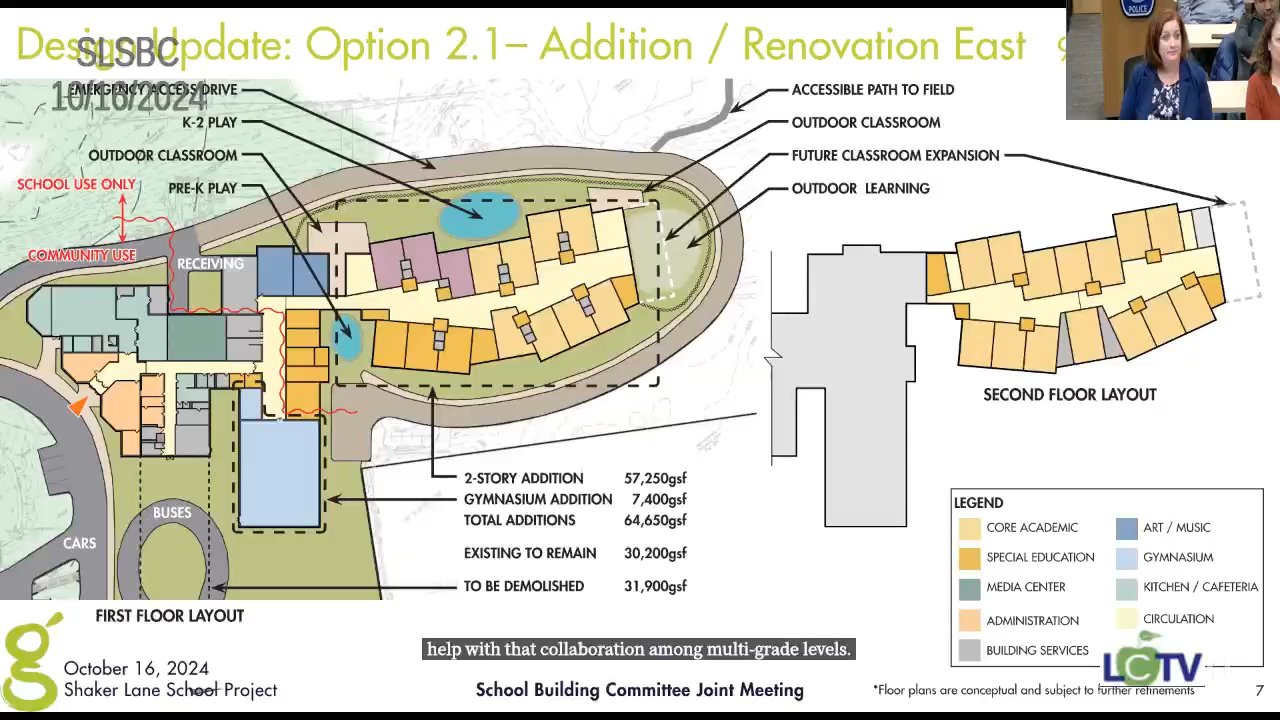 Design Update: Option 2.1– Addition / Renovation East
SLSBC
10/16/2024
POLICE
EMERGENCY ACCESS DRIVE
K-2 PLAY
OUTDOOR CLASSROOM
PRE-K PLAY
ACCESSIBLE PATH TO FIELD
OUTDOOR CLASSROOM
FUTURE CLASSROOM EXPANSION
OUTDOOR LEARNING
SCHOOL USE ONLY
COMMUNITY USE
RECEIVING
BUSES
CARS
SECOND FLOOR LAYOUT
2-STORY ADDITION 57,250gsf
GYMNASIUM ADDITION 7,400gsf
TOTAL ADDITIONS 64,650gsf
EXISTING TO REMAIN 30,200gsf
TO BE DEMOLISHED 31,900gsf
FIRST FLOOR LAYOUT
LEGEND
CORE ACADEMIC
SPECIAL EDUCATION
MEDIA CENTER
ADMINISTRATION
BUILDING SERVICES
ART / MUSIC
GYMNASIUM
KITCHEN / CAFETERIA
CIRCULATION
help with that collaboration among multi-grade levels.
g
October 16, 2024
Shaker Lane School Project
School Building Committee Joint Meeting
LCTV
*Floor plans are conceptual and subject to further refinements
7